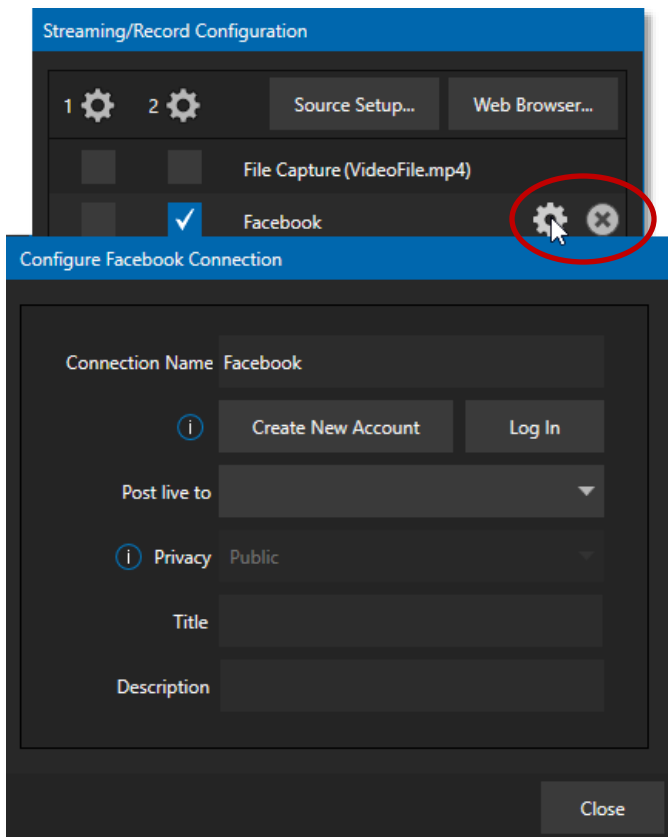 Streaming/Record Configuration
1 2 Source Setup... Web Browser...
File Capture (VideoFile.mp4)
Facebook
Configure Facebook Connection
Connection Name Facebook
i Create New Account Log In
Post live to
i Privacy Public
Title
Description
Close